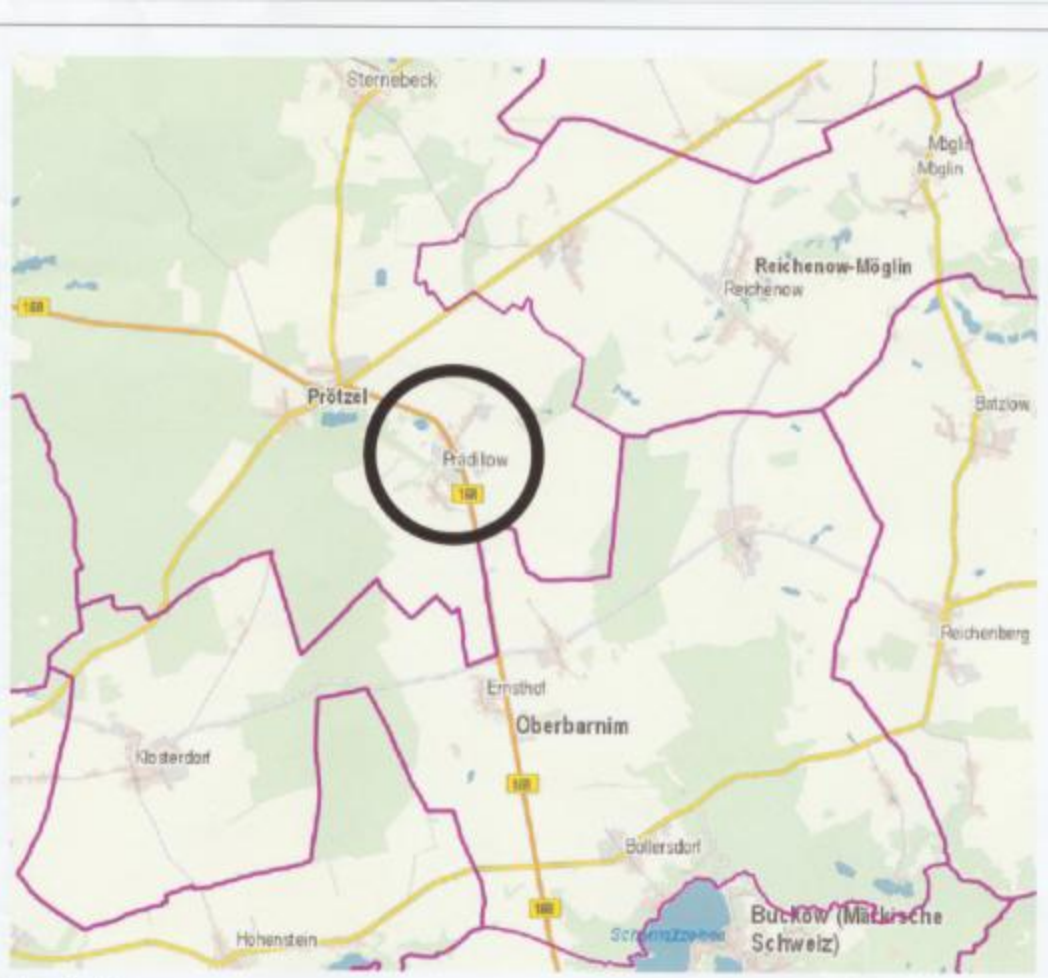 Sternebeck
Möglin
Möglin
Reichenow-Möglin
Reichenow
168
Prötzel
Batzlow
Prädikow
168
Reichenberg
Ernsthof
Oberbarnim
Klosterdorf
168
Bollersdorf
168
Buckow (Märkische
Schweiz)
Hohenstein
Schermützelsee